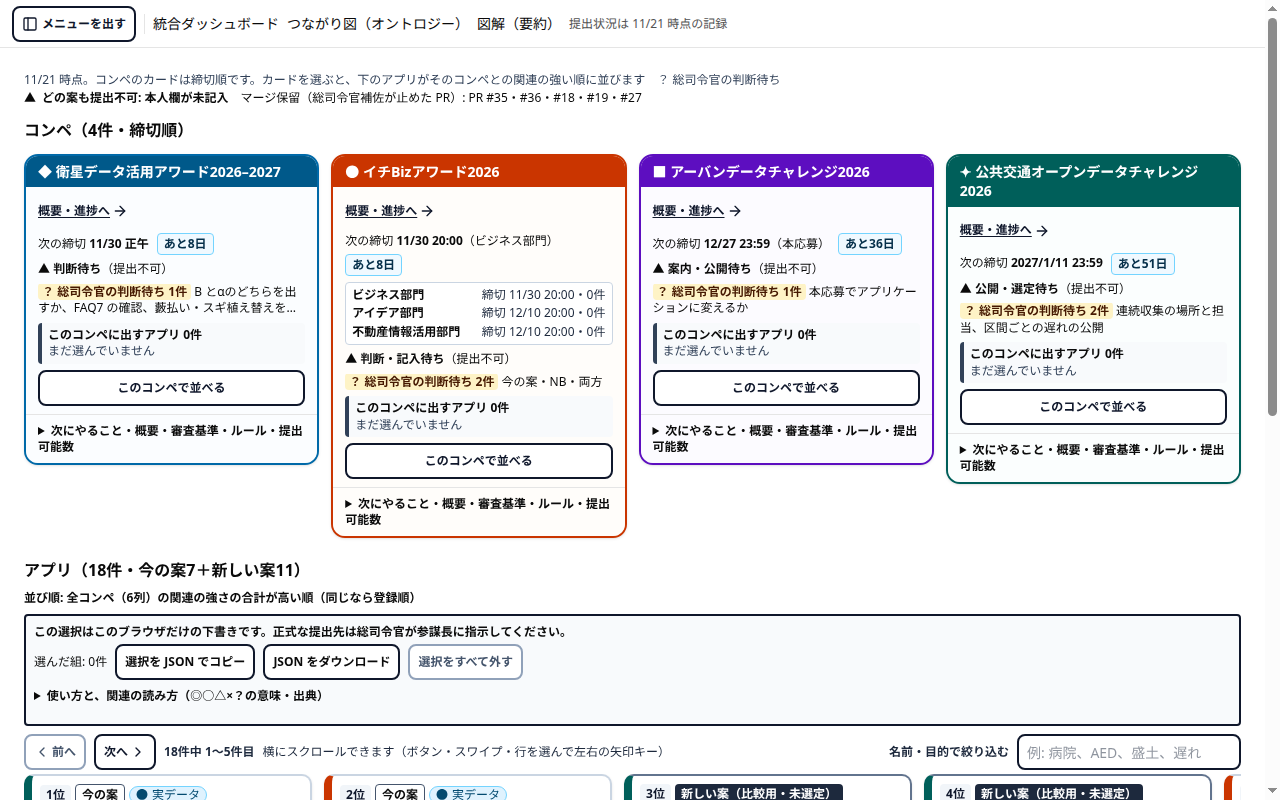 メニューを出す 統合ダッシュボード つながり図（オントロジー） 図解（要約） 提出状況は 11/21 時点の記録
11/21 時点。コンペのカードは締切順です。カードを選ぶと、下のアプリがそのコンペとの関連の強い順に並びます ？ 総司令官の判断待ち
▲ どの案も提出不可: 本人欄が未記入 マージ保留（総司令官補佐が止めた PR）: PR #35・#36・#18・#19・#27
コンペ（4件・締切順）
◆ 衛星データ活用アワード2026–2027
概要・進捗へ →
次の締切 11/30 正午 あと8日
▲ 判断待ち（提出不可）
？ 総司令官の判断待ち 1件 B とαのどちらを出
すか、FAQ7 の確認、藪払い・スギ植え替えを…
このコンペに出すアプリ 0件
まだ選んでいません
このコンペで並べる
▶ 次にやること・概要・審査基準・ルール・提出
可能数
● イチBizアワード2026
概要・進捗へ →
次の締切 11/30 20:00（ビジネス部門）
あと8日
ビジネス部門 締切 11/30 20:00・0件
アイデア部門 締切 12/10 20:00・0件
不動産情報活用部門 締切 12/10 20:00・0件
▲ 判断・記入待ち（提出不可）
？ 総司令官の判断待ち 2件 今の案・NB・両方
このコンペに出すアプリ 0件
まだ選んでいません
このコンペで並べる
▶ 次にやること・概要・審査基準・ルール・提出
可能数
■ アーバンデータチャレンジ2026
概要・進捗へ →
次の締切 12/27 23:59（本応募） あと36日
▲ 案内・公開待ち（提出不可）
？ 総司令官の判断待ち 1件 本応募でアプリケー
ションに変えるか
このコンペに出すアプリ 0件
まだ選んでいません
このコンペで並べる
▶ 次にやること・概要・審査基準・ルール・提出
可能数
✦ 公共交通オープンデータチャレンジ
2026
概要・進捗へ →
次の締切 2027/1/11 23:59 あと51日
▲ 公開・選定待ち（提出不可）
？ 総司令官の判断待ち 2件 連続収集の場所と担
当、区間ごとの遅れの公開
このコンペに出すアプリ 0件
まだ選んでいません
このコンペで並べる
▶ 次にやること・概要・審査基準・ルール・提出
可能数
アプリ（18件・今の案7＋新しい案11）
並び順: 全コンペ（6列）の関連の強さの合計が高い順（同じなら登録順）
この選択はこのブラウザだけの下書きです。正式な提出先は総司令官が参謀長に指示してください。
選んだ組: 0件 選択を JSON でコピー JSON をダウンロード 選択をすべて外す
▶ 使い方と、関連の読み方（◎○△×？の意味・出典）
前へ 次へ 18件中 1〜5件目 横にスクロールできます（ボタン・スワイプ・行を選んで左右の矢印キー） 名前・目的で絞り込む 例: 病院、AED、盛土、遅れ
1位 今の案 ● 実データ 2位 今の案 ● 実データ 3位 新しい案（比較用・未選定） 4位 新しい案（比較用・未選定）